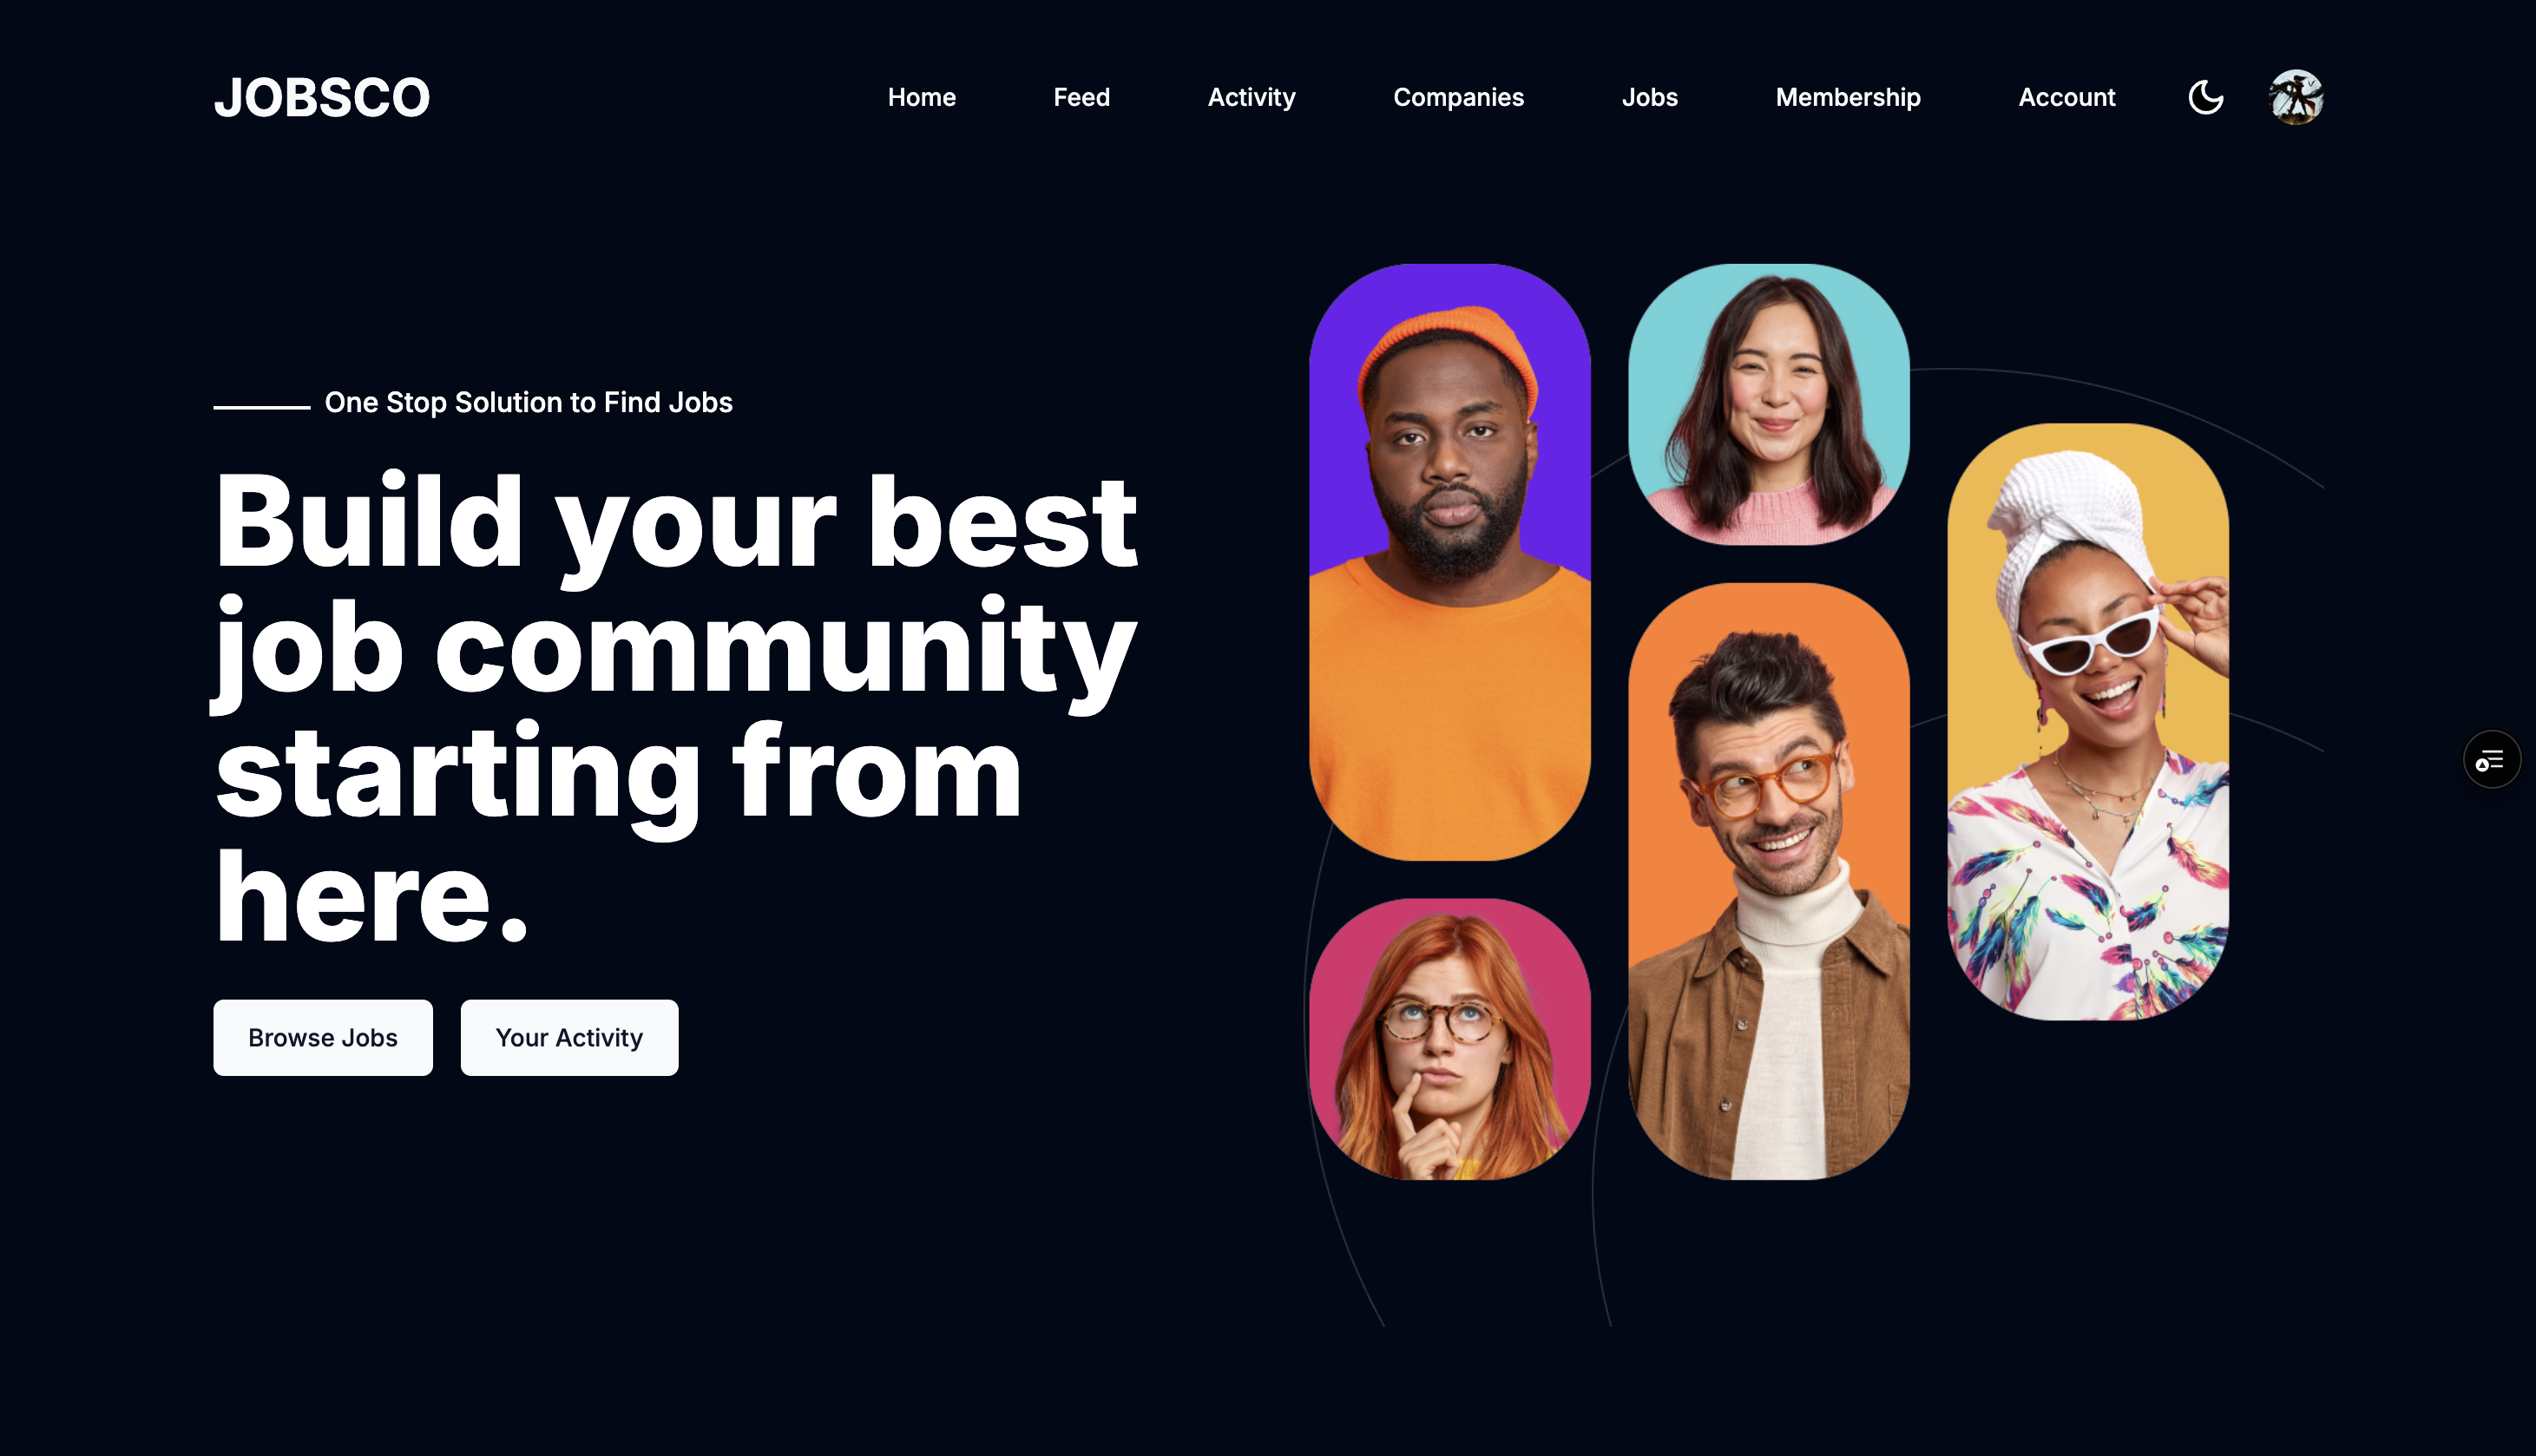 JOBSCO
Home Feed Activity Companies Jobs Membership Account
One Stop Solution to Find Jobs
Build your best
job community
starting from
here.
Browse Jobs Your Activity